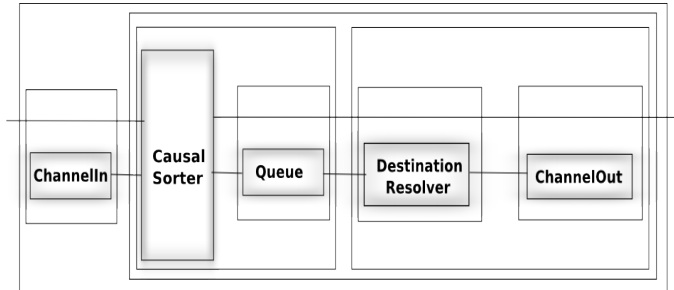 ChannelIn
Causal
Sorter
Queue
Destination
Resolver
ChannelOut